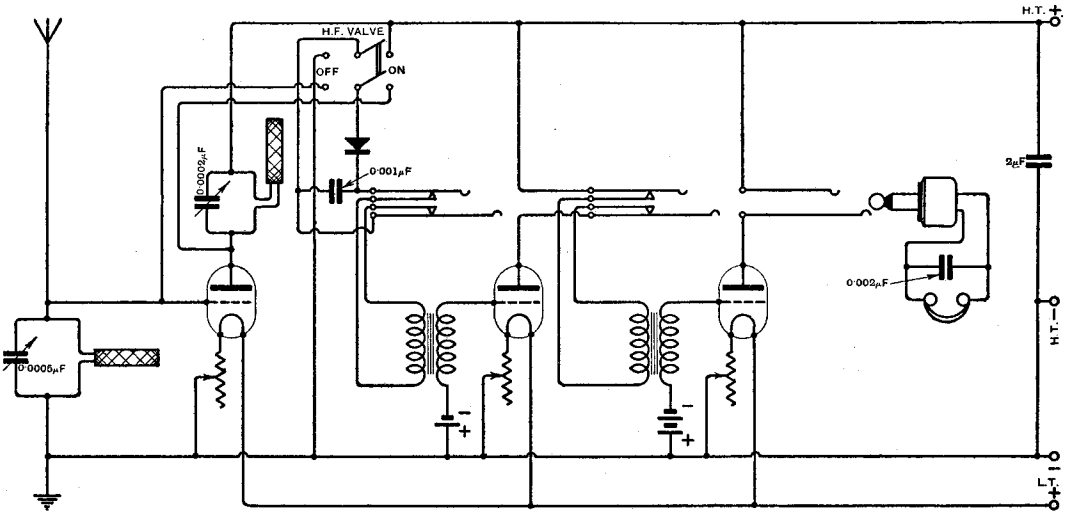 H.T. +
H.F. VALVE
OFF
ON
0·0002µF
0·001µF
2µF
0·002µF
H.T. –
0·0005µF
–
+
–
+
–
L.T.
+